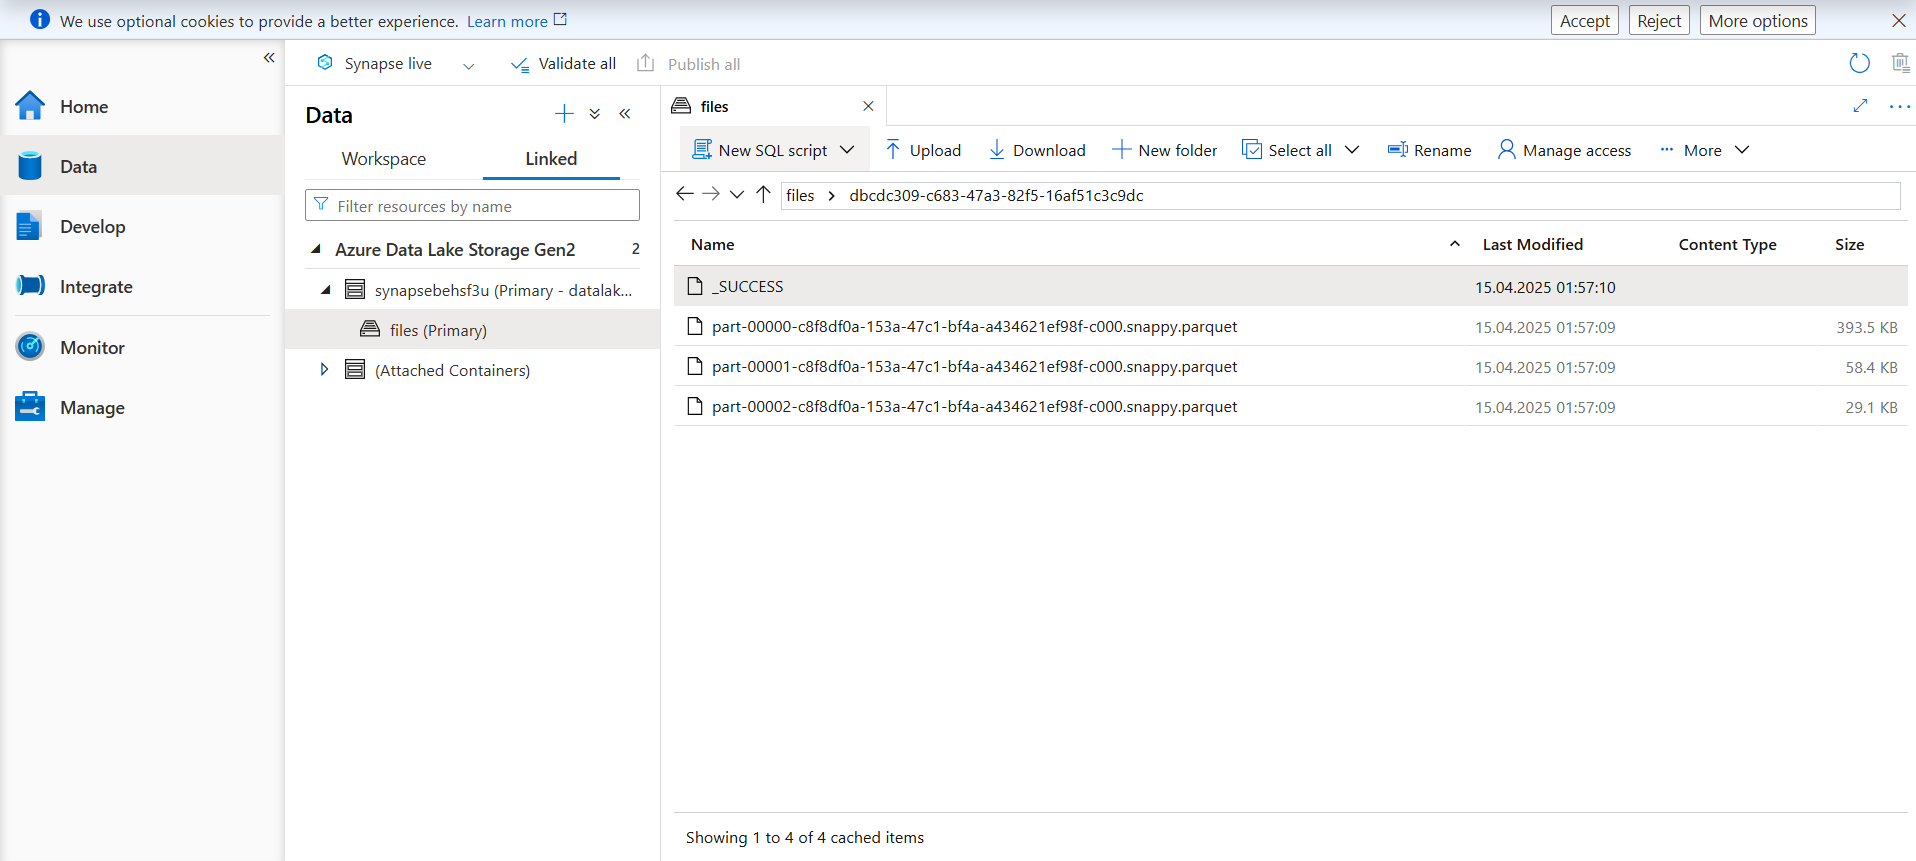 We use optional cookies to provide a better experience. Learn more
Accept
Reject
More options
Synapse live
Validate all
Publish all
Home
Data
Develop
Integrate
Monitor
Manage
Data
Workspace
Linked
Filter resources by name
Azure Data Lake Storage Gen2 2
synapsebehsf3u (Primary - datalak...
files (Primary)
(Attached Containers)
files
New SQL script
Upload
Download
New folder
Select all
Rename
Manage access
More
files dbcdc309-c683-47a3-82f5-16af51c3c9dc
Name Last Modified Content Type Size
_SUCCESS 15.04.2025 01:57:10
part-00000-c8f8df0a-153a-47c1-bf4a-a434621ef98f-c000.snappy.parquet 15.04.2025 01:57:09 393.5 KB
part-00001-c8f8df0a-153a-47c1-bf4a-a434621ef98f-c000.snappy.parquet 15.04.2025 01:57:09 58.4 KB
part-00002-c8f8df0a-153a-47c1-bf4a-a434621ef98f-c000.snappy.parquet 15.04.2025 01:57:09 29.1 KB
Showing 1 to 4 of 4 cached items